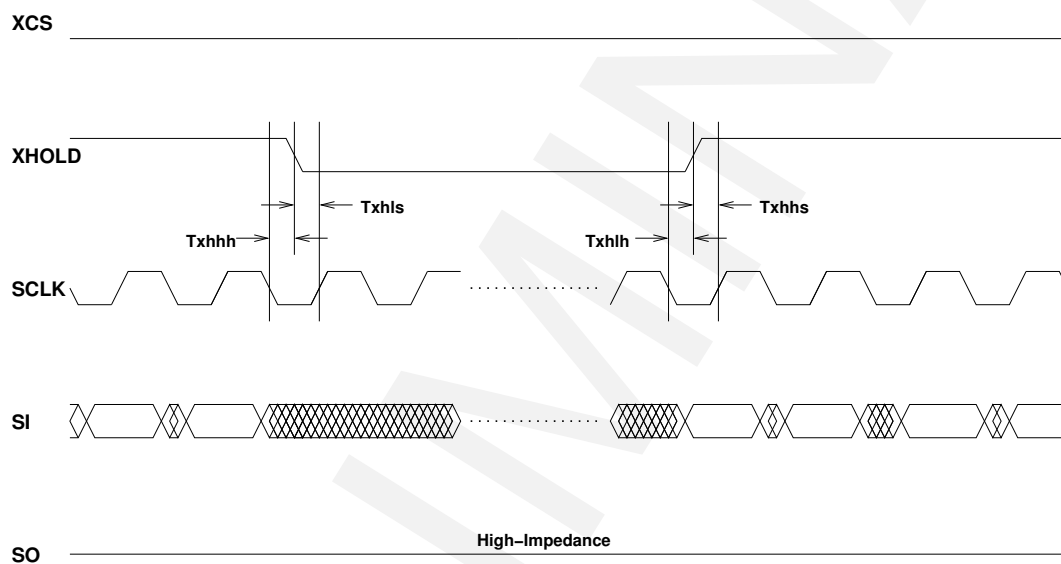 XCS
XHOLD
Txhls
Txhhs
Txhhh
Txhlh
SCLK
SI
High-Impedance
SO